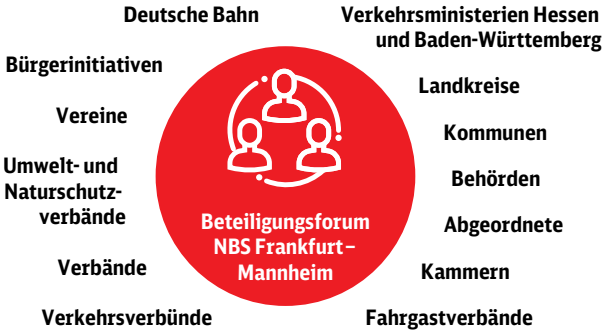 Deutsche Bahn
Verkehrsministerien Hessen
und Baden-Württemberg
Bürgerinitiativen
Landkreise
Vereine
Kommunen
Umwelt- und
Naturschutz-
verbände
Behörden
Beteiligungsforum
NBS Frankfurt–
Mannheim
Abgeordnete
Verbände
Kammern
Verkehrsverbünde
Fahrgastverbände